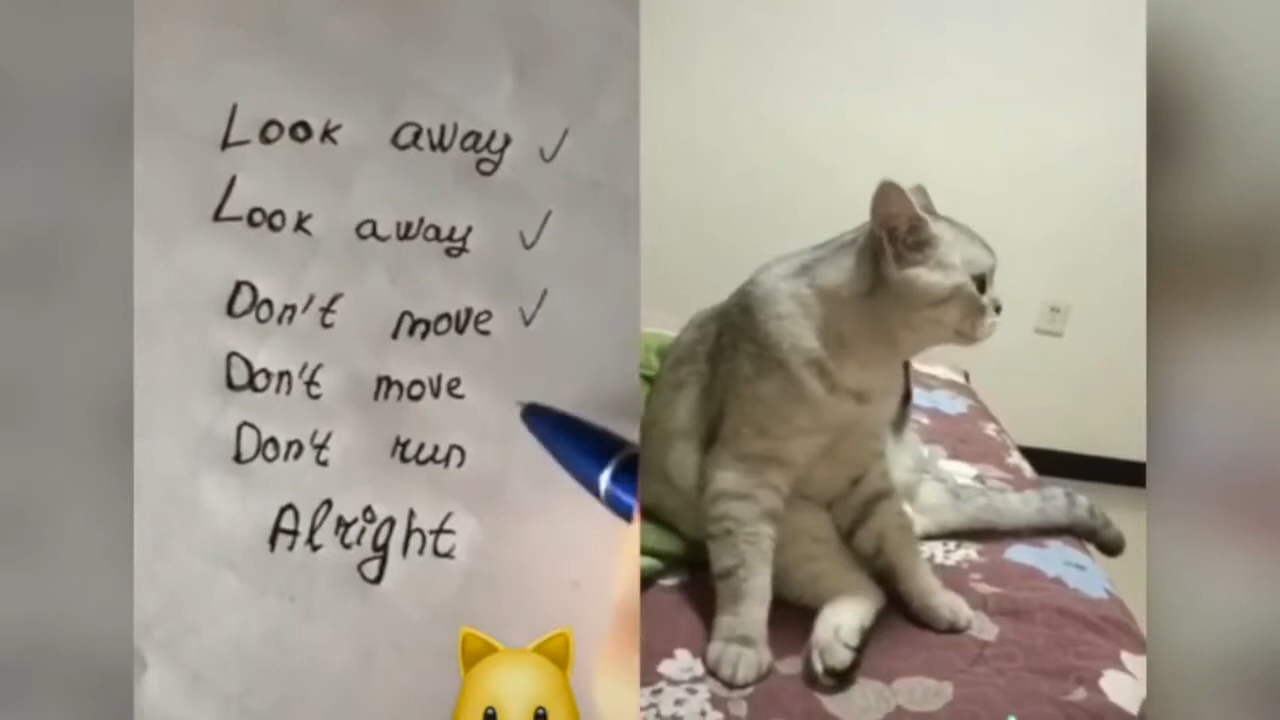 Look away ✓
Look away ✓
Don't move ✓
Don't move
Don't run
Alright